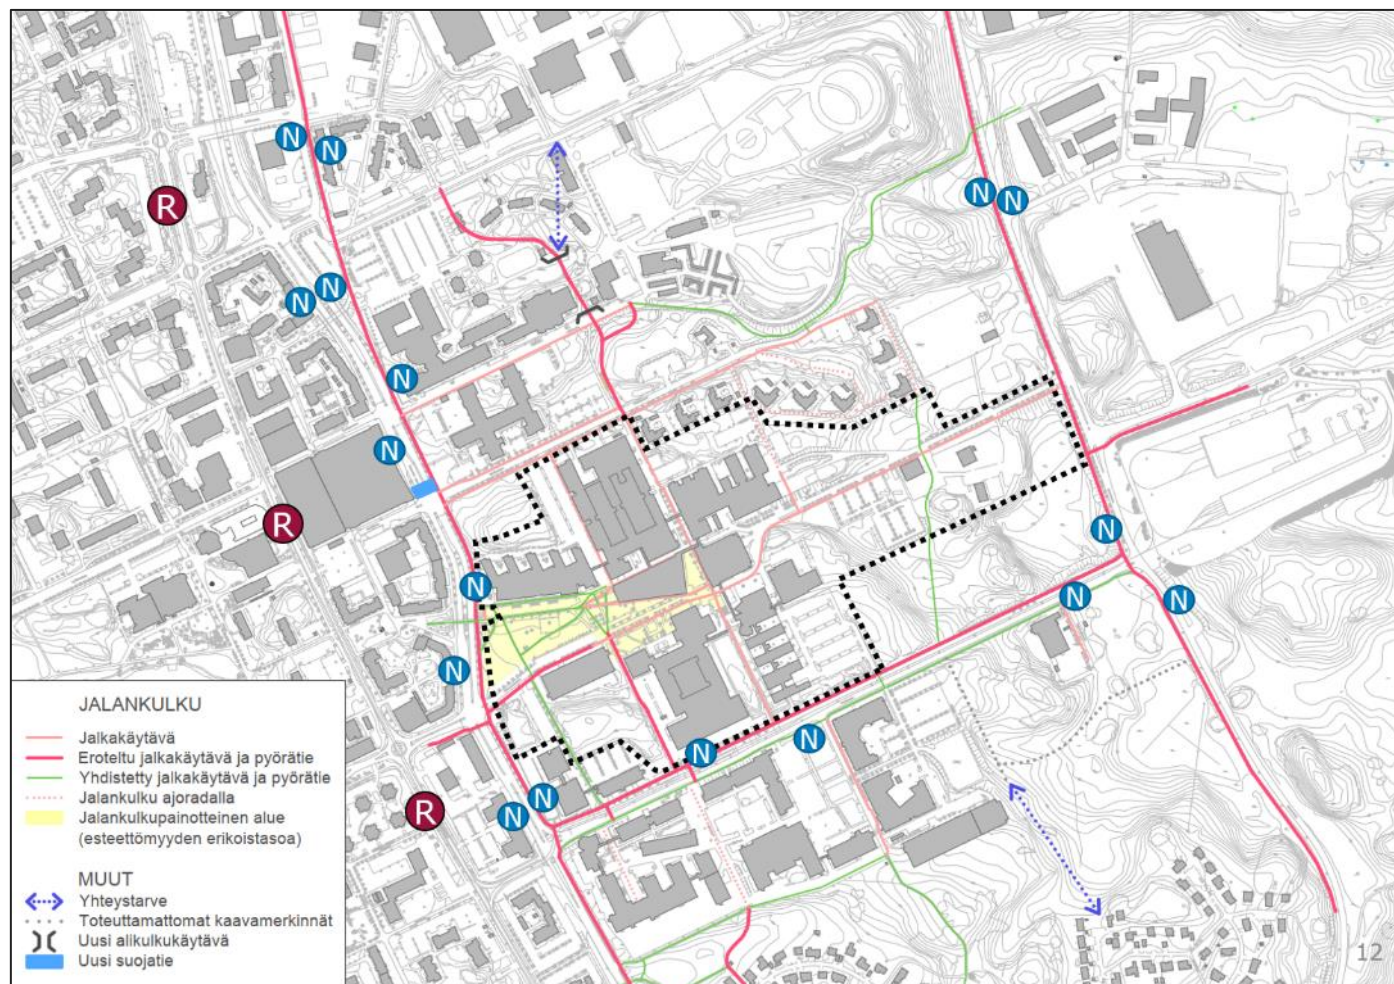 N
N
R
N
N
N
N
N
N
R
N
N
N
N
N
N
N
N
R
N
N
JALANKULKU
Jalkakäytävä
Eroteltu jalkakäytävä ja pyörätie
Yhdistetty jalkakäytävä ja pyörätie
Jalankulku ajoradalla
Jalankulkupainotteinen alue
(esteettömyyden erikoistasoa)
MUUT
Yhteystarve
Toteuttamattomat kaavamerkinnät
Uusi alikulkukäytävä
Uusi suojatie
12